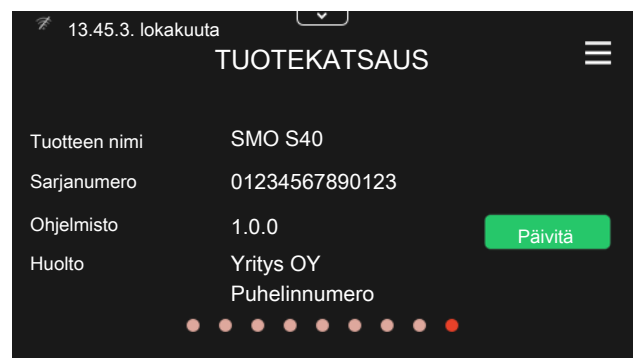 13.45.3. lokakuuta
TUOTEKATSAUS
Tuotteen nimi SMO S40
Sarjanumero 01234567890123
Ohjelmisto 1.0.0 Päivitä
Huolto Yritys OY
Puhelinnumero